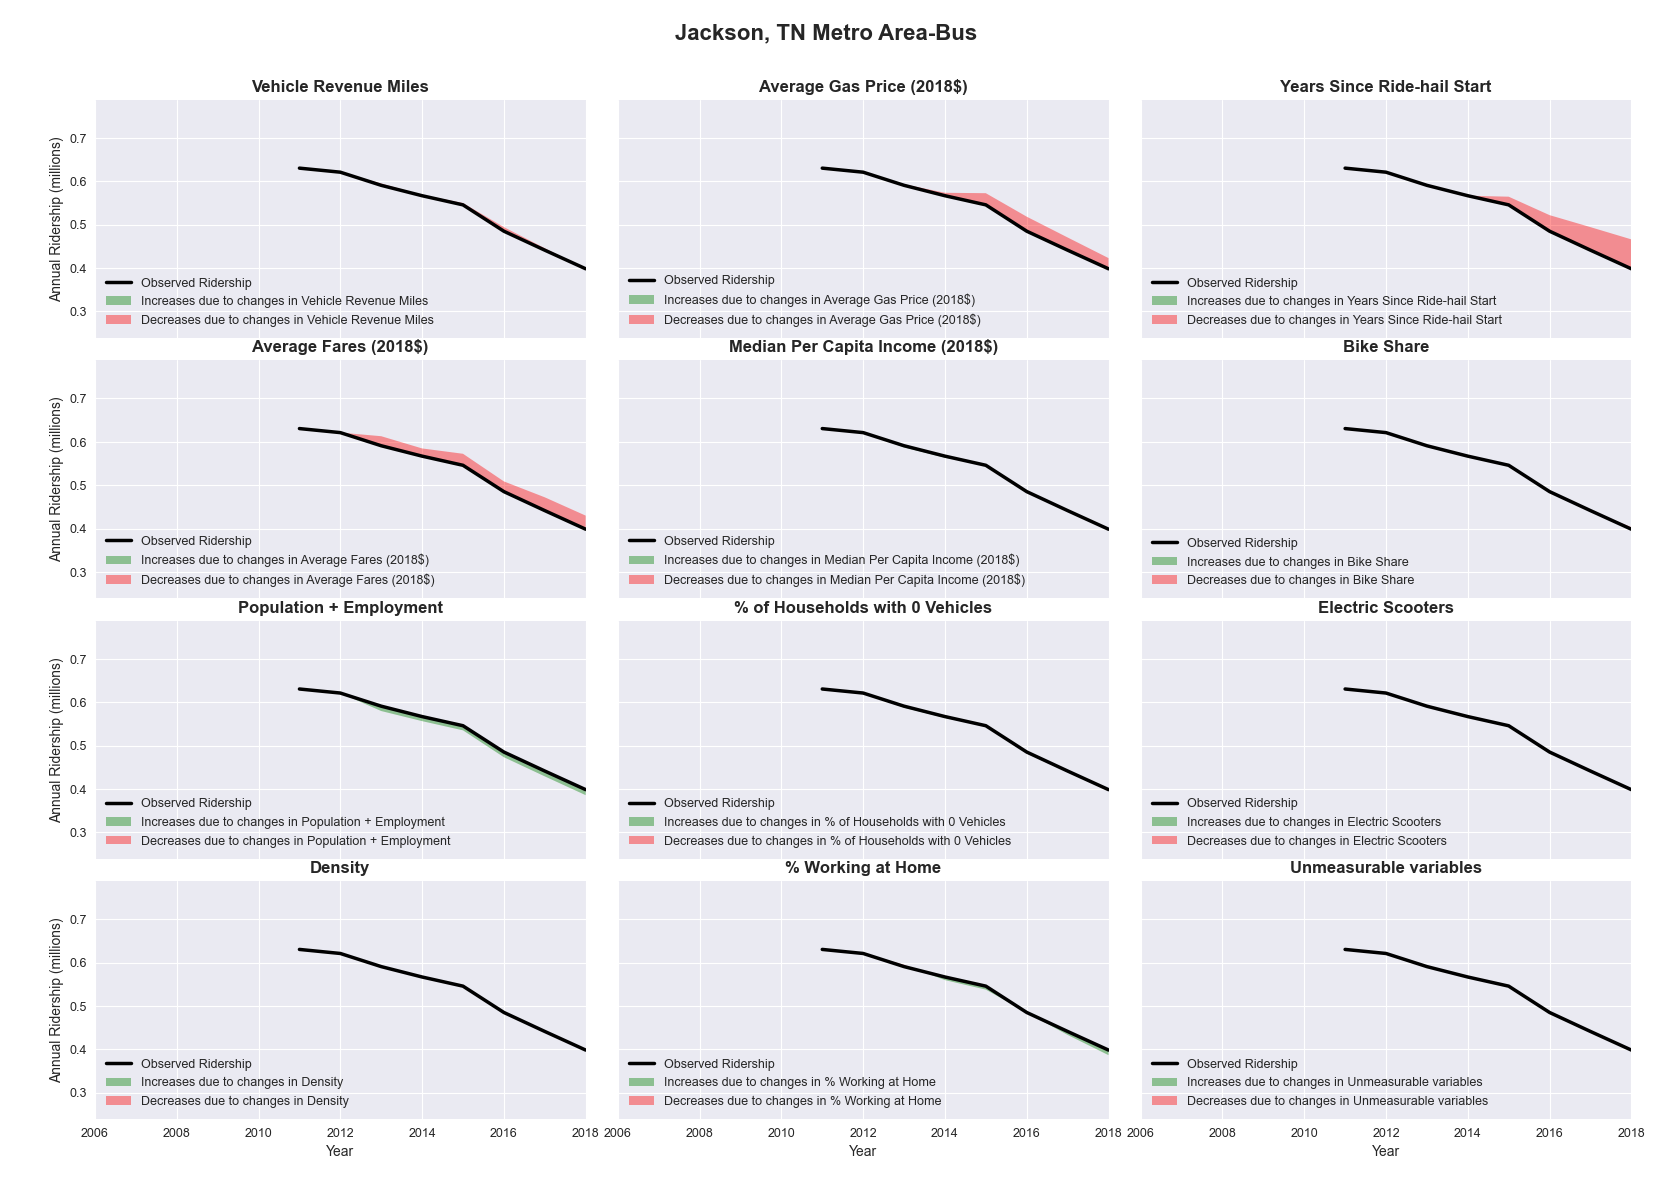 Jackson, TN Metro Area-Bus
Vehicle Revenue Miles
Annual Ridership (millions)
0.7
0.6
0.5
0.4
0.3
Observed Ridership
Increases due to changes in Vehicle Revenue Miles
Decreases due to changes in Vehicle Revenue Miles
Average Gas Price (2018$)
Observed Ridership
Increases due to changes in Average Gas Price (2018$)
Decreases due to changes in Average Gas Price (2018$)
Years Since Ride-hail Start
Observed Ridership
Increases due to changes in Years Since Ride-hail Start
Decreases due to changes in Years Since Ride-hail Start
Average Fares (2018$)
Annual Ridership (millions)
0.7
0.6
0.5
0.4
0.3
Observed Ridership
Increases due to changes in Average Fares (2018$)
Decreases due to changes in Average Fares (2018$)
Median Per Capita Income (2018$)
Observed Ridership
Increases due to changes in Median Per Capita Income (2018$)
Decreases due to changes in Median Per Capita Income (2018$)
Bike Share
Observed Ridership
Increases due to changes in Bike Share
Decreases due to changes in Bike Share
Population + Employment
Annual Ridership (millions)
0.7
0.6
0.5
0.4
0.3
Observed Ridership
Increases due to changes in Population + Employment
Decreases due to changes in Population + Employment
% of Households with 0 Vehicles
Observed Ridership
Increases due to changes in % of Households with 0 Vehicles
Decreases due to changes in % of Households with 0 Vehicles
Electric Scooters
Observed Ridership
Increases due to changes in Electric Scooters
Decreases due to changes in Electric Scooters
Density
Annual Ridership (millions)
0.7
0.6
0.5
0.4
0.3
Observed Ridership
Increases due to changes in Density
Decreases due to changes in Density
2006 2008 2010 2012 2014 2016 2018
Year
% Working at Home
Observed Ridership
Increases due to changes in % Working at Home
Decreases due to changes in % Working at Home
2006 2008 2010 2012 2014 2016 2018
Year
Unmeasurable variables
Observed Ridership
Increases due to changes in Unmeasurable variables
Decreases due to changes in Unmeasurable variables
2006 2008 2010 2012 2014 2016 2018
Year